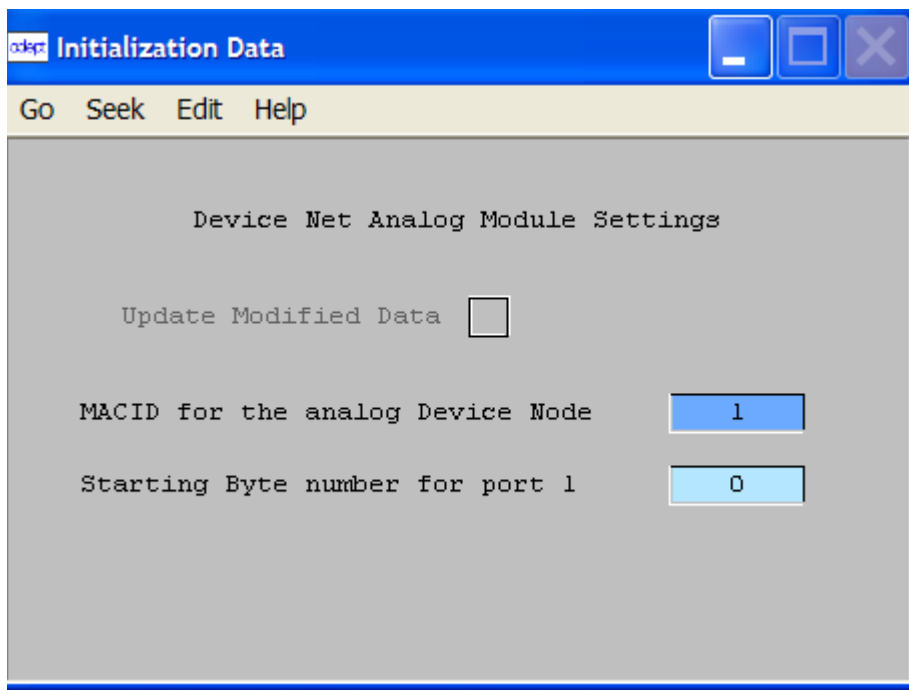 adept Initialization Data
Go Seek Edit Help
Device Net Analog Module Settings
Update Modified Data
MACID for the analog Device Node 1
Starting Byte number for port 1 0